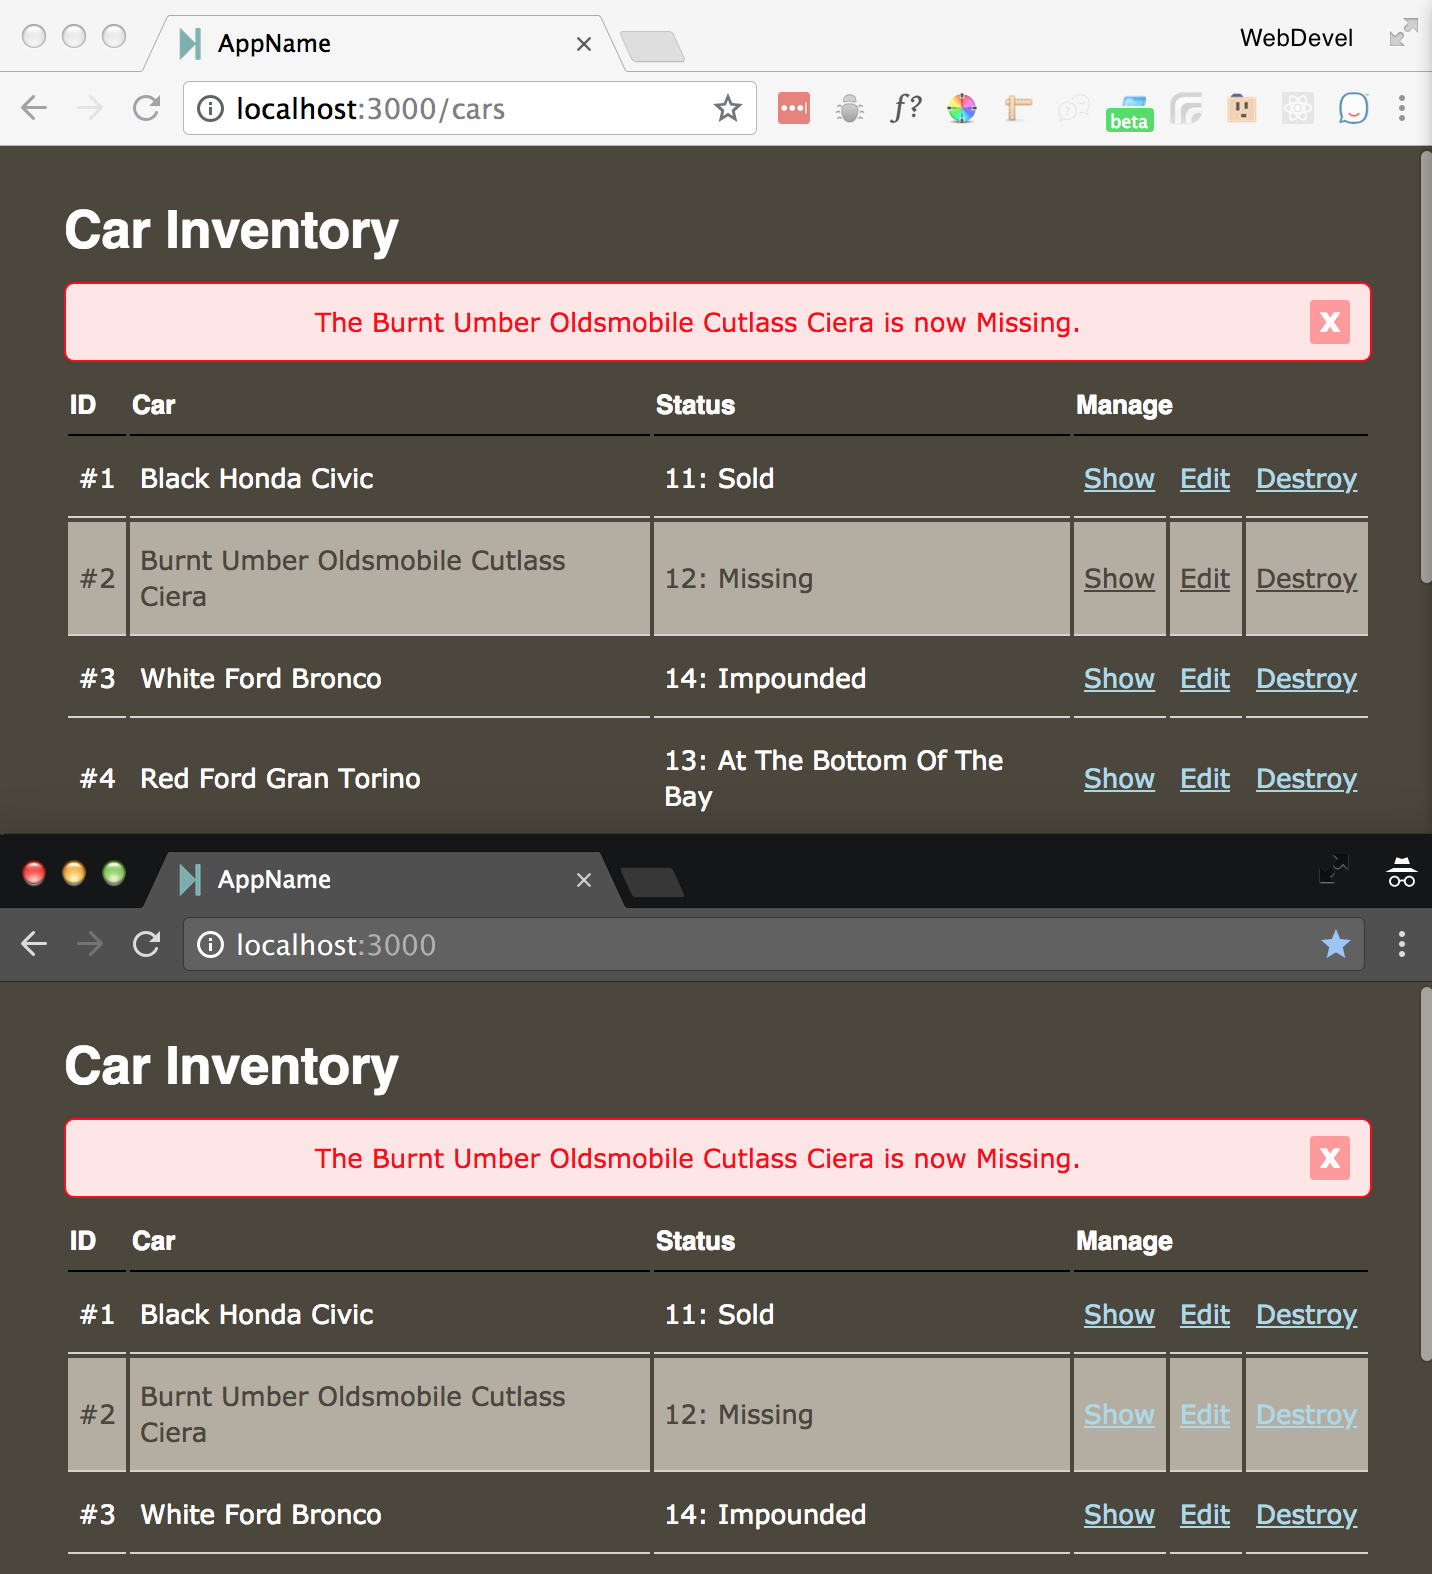 AppName
WebDevel
localhost:3000/cars
f?
beta
Car Inventory
The Burnt Umber Oldsmobile Cutlass Ciera is now Missing.
x
ID Car Status Manage
#1 Black Honda Civic 11: Sold Show Edit Destroy
#2 Burnt Umber Oldsmobile Cutlass
Ciera 12: Missing Show Edit Destroy
#3 White Ford Bronco 14: Impounded Show Edit Destroy
#4 Red Ford Gran Torino 13: At The Bottom Of The
Bay Show Edit Destroy
AppName
localhost:3000
Car Inventory
The Burnt Umber Oldsmobile Cutlass Ciera is now Missing.
x
ID Car Status Manage
#1 Black Honda Civic 11: Sold Show Edit Destroy
#2 Burnt Umber Oldsmobile Cutlass
Ciera 12: Missing Show Edit Destroy
#3 White Ford Bronco 14: Impounded Show Edit Destroy